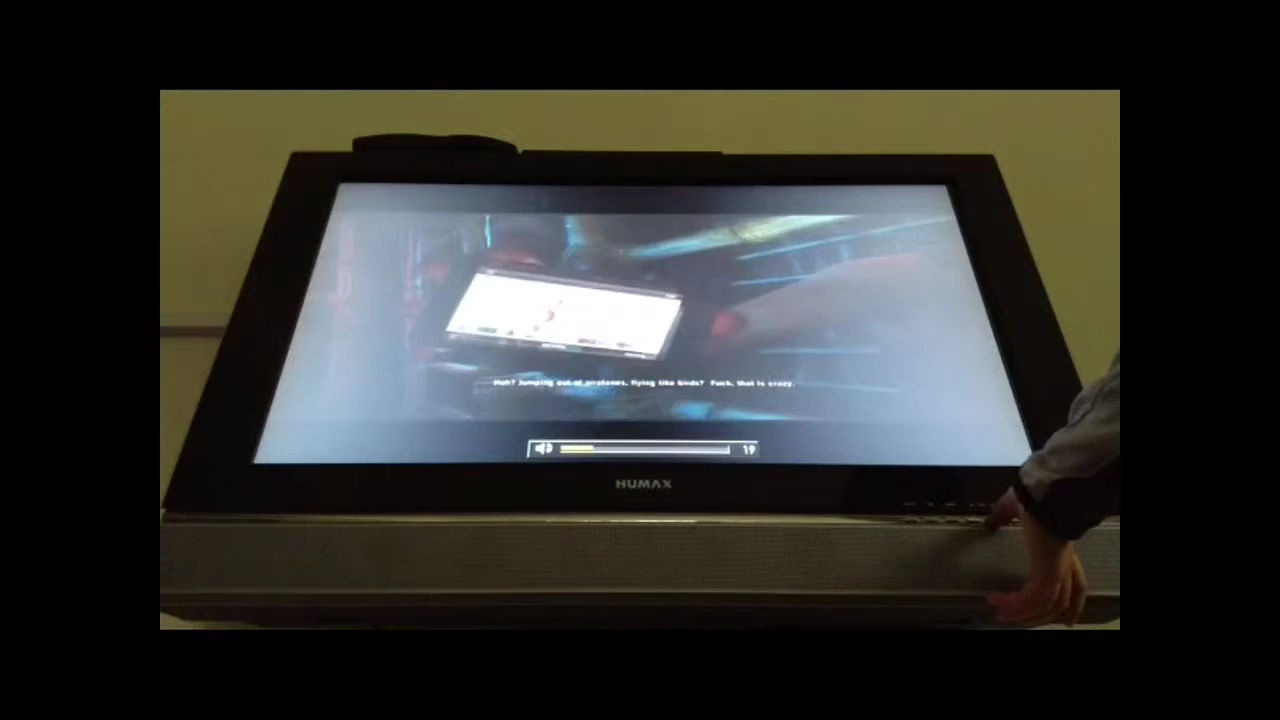 Huh? Jumping out of airplanes, flying like birds? Fuck, that is crazy.
19
HUMAX